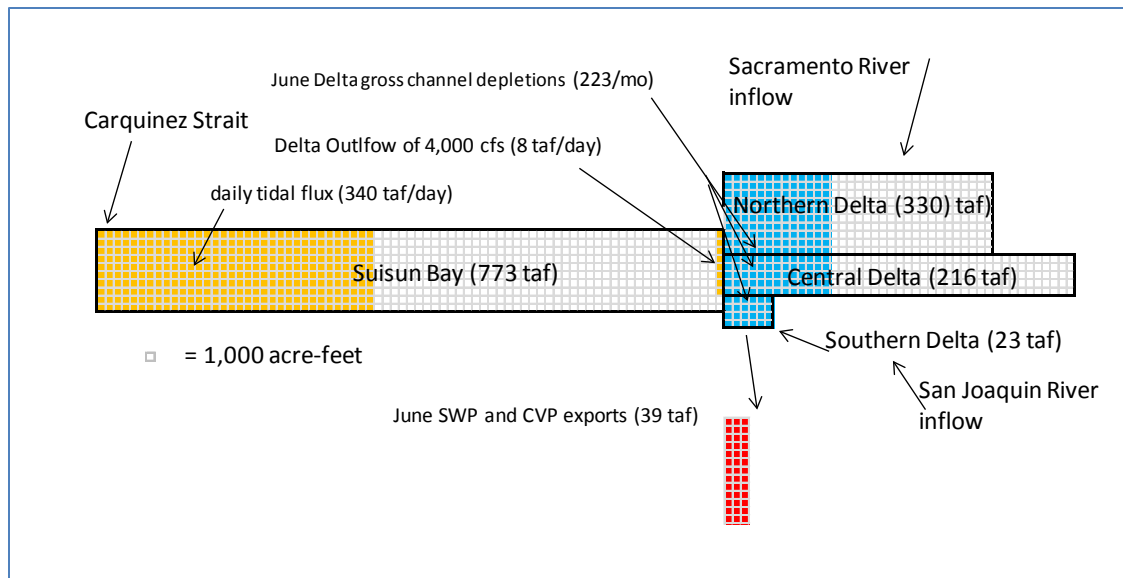 June Delta gross channel depletions (223/mo)
Sacramento River
inflow
Carquinez Strait
Delta Outlfow of 4,000 cfs (8 taf/day)
daily tidal flux (340 taf/day)
Northern Delta (330) taf)
Suisun Bay (773 taf)
Central Delta (216 taf)
Southern Delta (23 taf)
= 1,000 acre-feet
San Joaquin River
inflow
June SWP and CVP exports (39 taf)